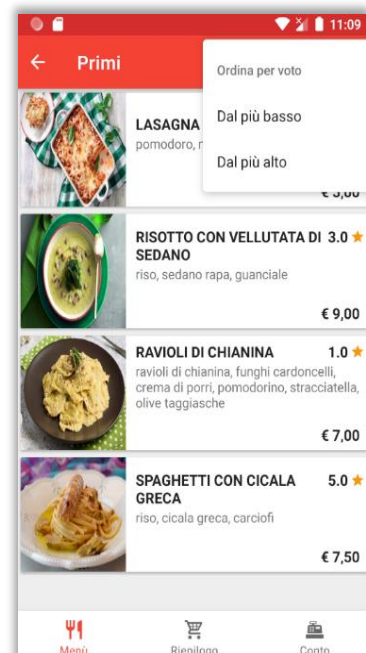 11:09
Primi
Ordina per voto
Dal più basso
Dal più alto
LASAGNA
pomodoro,
RISOTTO CON VELLUTATA DI 3.0
SEDANO
riso, sedano rapa, guanciale
€ 9,00
RAVIOLI DI CHIANINA 1.0
ravioli di chianina, funghi cardoncelli,
crema di porri, pomodorino, stracciatella,
olive taggiasche
€ 7,00
SPAGHETTI CON CICALA 5.0
GRECA
riso, cicala greca, carciofi
€ 7,50
Menù Riepilogo Conto